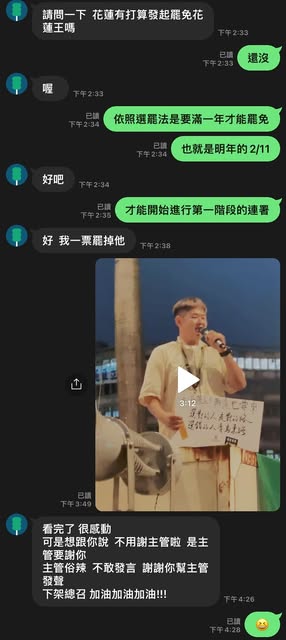 請問一下 花蓮有打算發起罷免花
蓮王嗎
下午2:33
還沒
已讀
下午2:33
喔
下午2:33
依照選罷法是要滿一年才能罷免
已讀
下午2:34
也就是明年的 2/11
已讀
下午2:34
好吧
下午2:34
才能開始進行第一階段的連署
已讀
下午2:35
好 我一票罷掉他
下午2:38
3:12
已讀
下午3:49
看完了 很感動
可是想跟你說 不用謝主管啦 是主
管要謝你
主管俗辣 不敢發言 謝謝你幫主管
發聲
下架總召 加油加油加油!!!
下午4:26
已讀
下午4:28